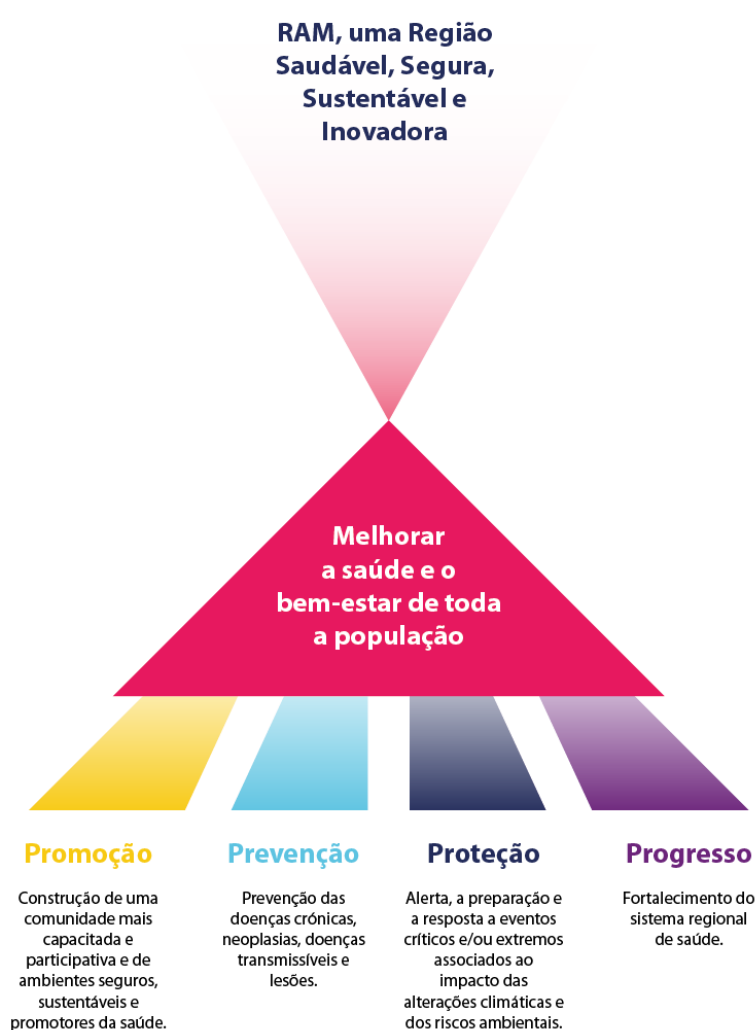 RAM, uma Região
Saudável, Segura,
Sustentável e
Inovadora
Melhorar
a saúde e o
bem-estar de toda
a população
Promoção
Construção de uma
comunidade mais
capacitada e
participativa e de
ambientes seguros,
sustentáveis e
promotores da saúde.
Prevenção
Prevenção das
doenças crónicas,
neoplasias, doenças
transmissíveis e
lesões.
Proteção
Alerta, a preparação e
a resposta a eventos
críticos e/ou extremos
associados ao
impacto das
alterações climáticas e
dos riscos ambientais.
Progresso
Fortalecimento do
sistema regional
de saúde.